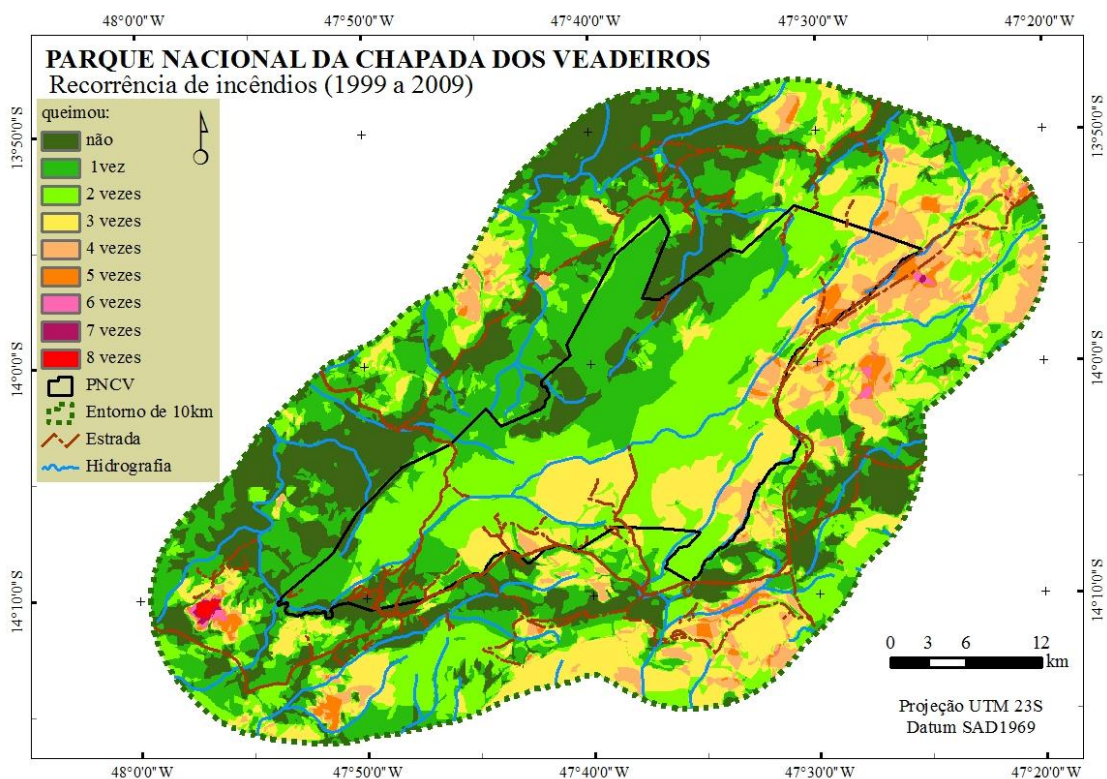 48°0'0"W 47°50'0"W 47°40'0"W 47°30'0"W 47°20'0"W
PARQUE NACIONAL DA CHAPADA DOS VEADEIROS
Recorrência de incêndios (1999 a 2009)
queimou:
não
1vez
2 vezes
3 vezes
4 vezes
5 vezes
6 vezes
7 vezes
8 vezes
PNCV
Entorno de 10km
Estrada
Hidrografia
13°50'0"S
14°0'0"S
14°10'0"S
13°50'0"S
14°0'0"S
14°10'0"S
0 3 6 12
km
Projeção UTM 23S
Datum SAD1969
48°0'0"W 47°50'0"W 47°40'0"W 47°30'0"W 47°20'0"W